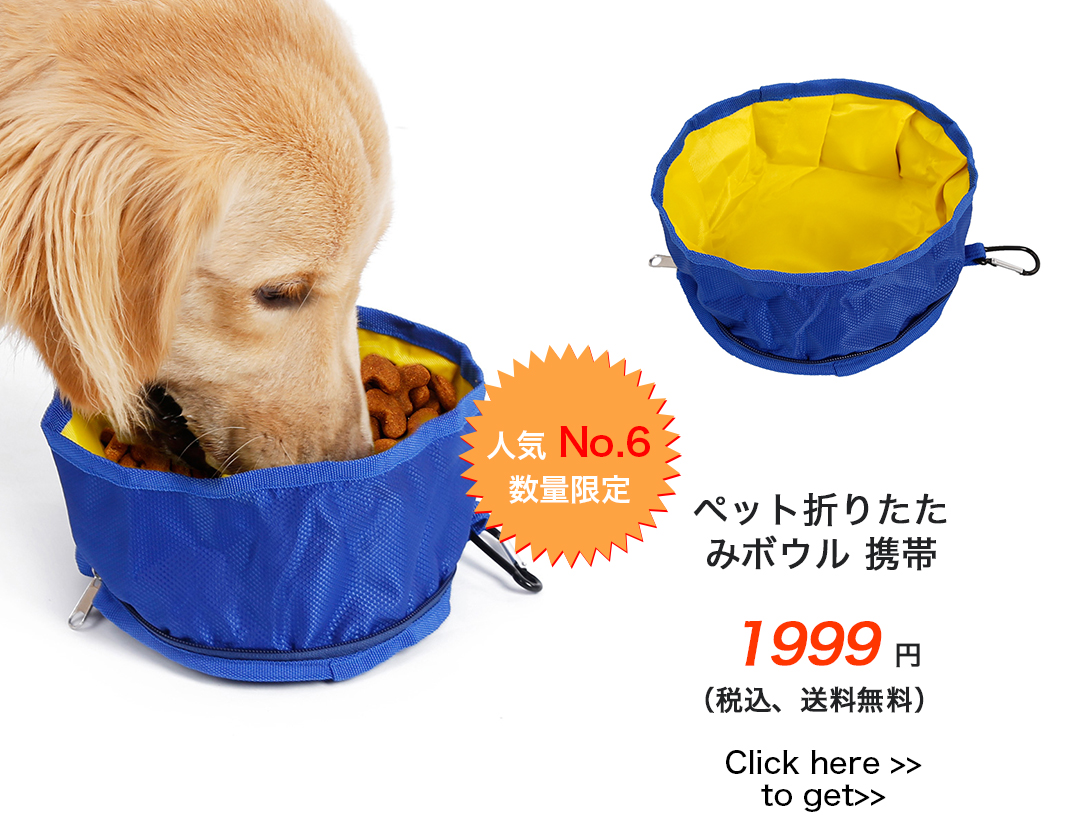 人気 No.6
数量限定
ペット折りたた
みボウル 携帯
1999 円
（税込、送料無料）
Click here >>
to get>>